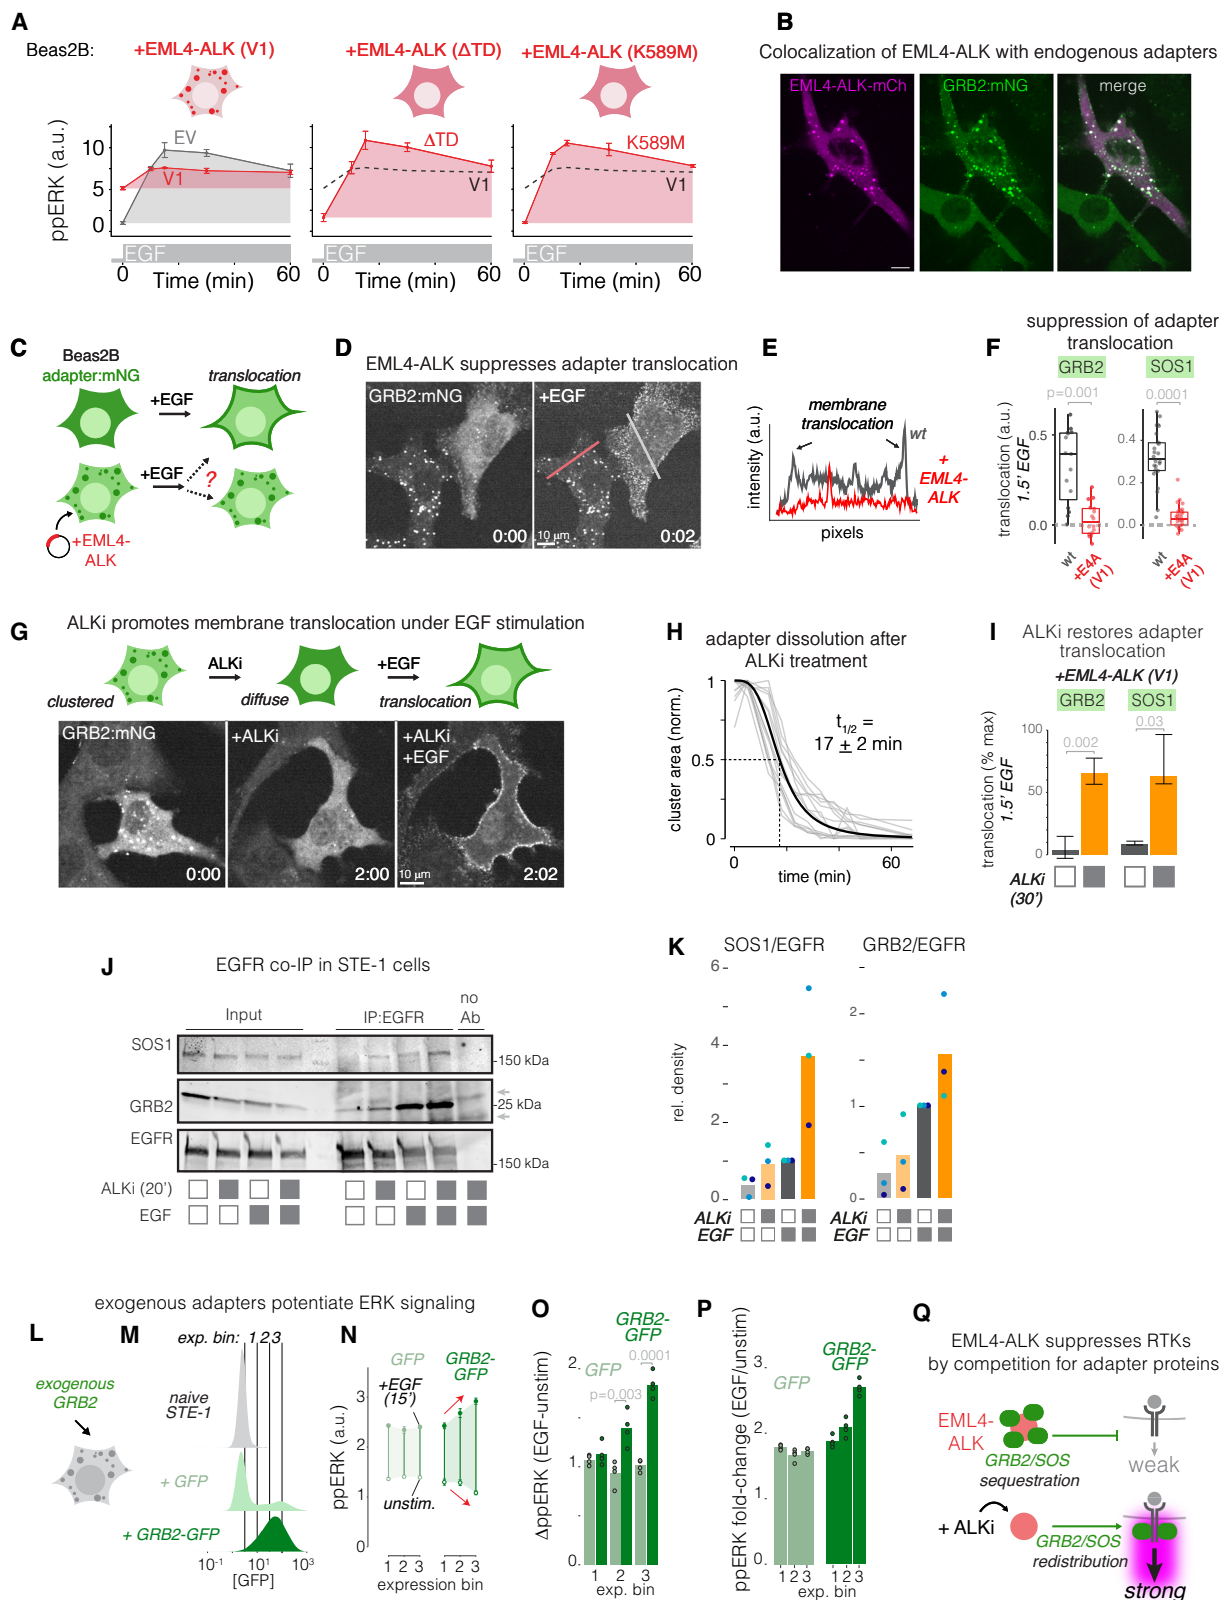 A
Beas2B:
+EML4-ALK (V1)
+EML4-ALK (ΔTD)
+EML4-ALK (K589M)
ppERK (a.u.)
10
5
0
EV
V1
ΔTD
V1
K589M
V1
EGF
EGF
EGF
0
60
0
60
0
60
Time (min)
Time (min)
Time (min)
B
Colocalization of EML4-ALK with endogenous adapters
EML4-ALK-mCh
GRB2:mNG
merge
C
Beas2B
adapter:mNG
translocation
+EGF
+EGF
?
+EML4-
ALK
D
EML4-ALK suppresses adapter translocation
GRB2:mNG
+EGF
0:00
10 μm
0:02
E
intensity (a.u.)
membrane
translocation
wt
+
EML4-
ALK
pixels
F
suppression of adapter
translocation
GRB2
SOS1
p=0.001
0.0001
translocation (a.u.)
1.5' EGF
0.5
0.0
0.4
0.2
0.0
wt
+E4A
(V1)
wt
+E4A
(V1)
G
ALKi promotes membrane translocation under EGF stimulation
ALKi
+EGF
clustered
diffuse
translocation
GRB2:mNG
+ALKi
+ALKi
+EGF
0:00
2:00
10 μm
2:02
H
adapter dissolution after
ALKi treatment
cluster area (norm.)
1
0.5
0
t1/2 =
17 ± 2 min
0
60
time (min)
I
ALKi restores adapter
translocation
+EML4-ALK (V1)
GRB2
SOS1
0.002
0.03
translocation (% max)
1.5' EGF
100
50
0
ALKi
(30')
J
EGFR co-IP in STE-1 cells
Input
IP:EGFR
no
Ab
SOS1
150 kDa
GRB2
25 kDa
EGFR
150 kDa
ALKi (20')
EGF
K
SOS1/EGFR
GRB2/EGFR
rel. density
6
4
2
0
2
1
0
ALKi
EGF
ALKi
EGF
exogenous adapters potentiate ERK signaling
L
exogenous
GRB2
M
exp. bin: 1 2 3
naive
STE-1
+ GFP
+ GRB2-GFP
10-1
101
103
[GFP]
N
GFP
GRB2-
GFP
+EGF
(15')
unstim.
ppERK (a.u.)
3
2
1
0
1 2 3
1 2 3
expression bin
O
GRB2-
GFP
GFP
0.0001
p=0.003
ΔppERK (EGF-unstim)
2
1
0
1
2
3
exp. bin
P
GRB2-
GFP
GFP
ppERK fold-change (EGF/unstim)
3
2
1
0
1 2 3
1 2 3
exp. bin
Q
EML4-ALK suppresses RTKs
by competition for adapter proteins
EML4-
ALK
GRB2/SOS
sequestration
weak
+ ALKi
GRB2/SOS
redistribution
strong